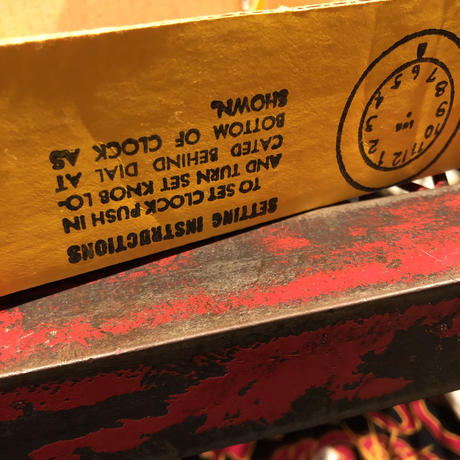 SETTING INSTRUCTIONS
TO SET CLOCK PUSH IN
AND TURN SET KNOB LO-
CATED BEHIND DIAL AT
BOTTOM OF CLOCK AS
SHOWN.
10 11 12 1
9 2
8 3
7 6 5